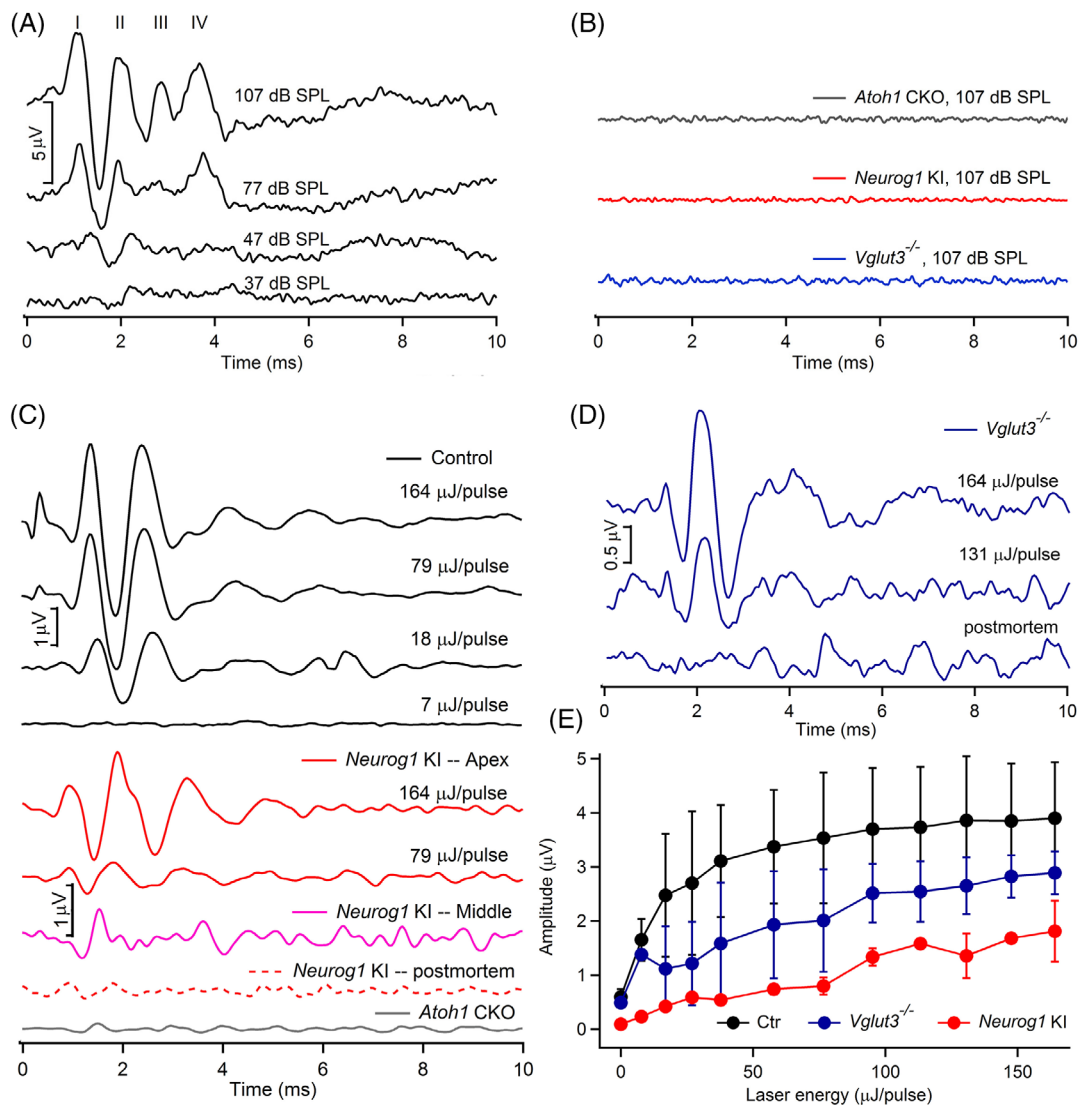 (A)
I II III IV
107 dB SPL
5 μV
77 dB SPL
47 dB SPL
37 dB SPL
0 2 4 6 8 10
Time (ms)
(B)
Atoh1 CKO, 107 dB SPL
Neurog1 KI, 107 dB SPL
Vglut3-/-, 107 dB SPL
0 2 4 6 8 10
Time (ms)
(C)
Control
164 μJ/pulse
79 μJ/pulse
1 μV
18 μJ/pulse
7 μJ/pulse
Neurog1 KI -- Apex
164 μJ/pulse
79 μJ/pulse
1 μV
Neurog1 KI -- Middle
Neurog1 KI -- postmortem
Atoh1 CKO
0 2 4 6 8 10
Time (ms)
(D)
Vglut3-/-
164 μJ/pulse
0.5 μV
131 μJ/pulse
postmortem
0 2 4 6 8 10
Time (ms)
(E)
5
4
3
2
1
0
Amplitude (μV)
Ctr Vglut3-/- Neurog1 KI
0 50 100 150
Laser energy (μJ/pulse)